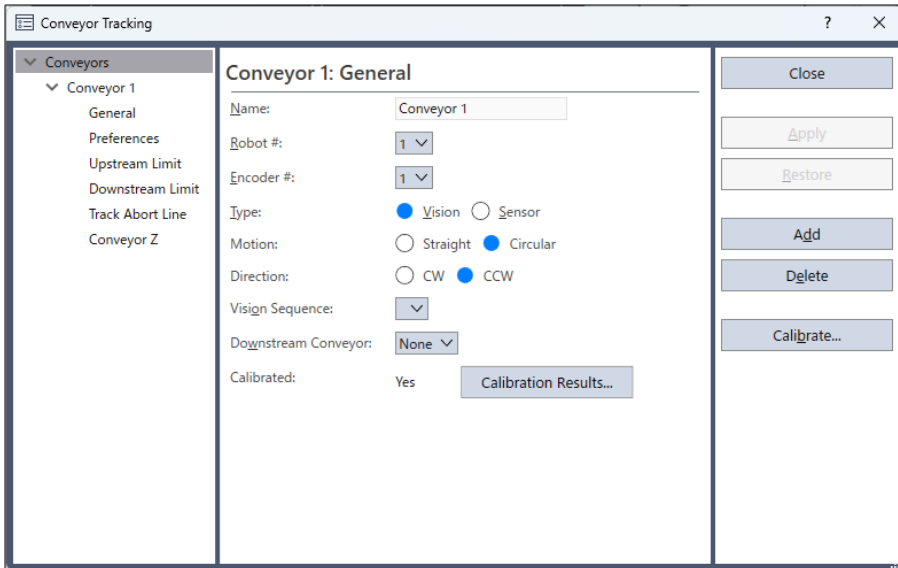 Conveyor Tracking ?
Conveyors
Conveyor 1
General
Preferences
Upstream Limit
Downstream Limit
Track Abort Line
Conveyor Z
Conveyor 1: General
Name: Conveyor 1
Robot #: 1
Encoder #: 1
Type: Vision Sensor
Motion: Straight Circular
Direction: CW CCW
Vision Sequence:
Downstream Conveyor: None
Calibrated: Yes Calibration Results...
Close
Apply
Restore
Add
Delete
Calibrate...